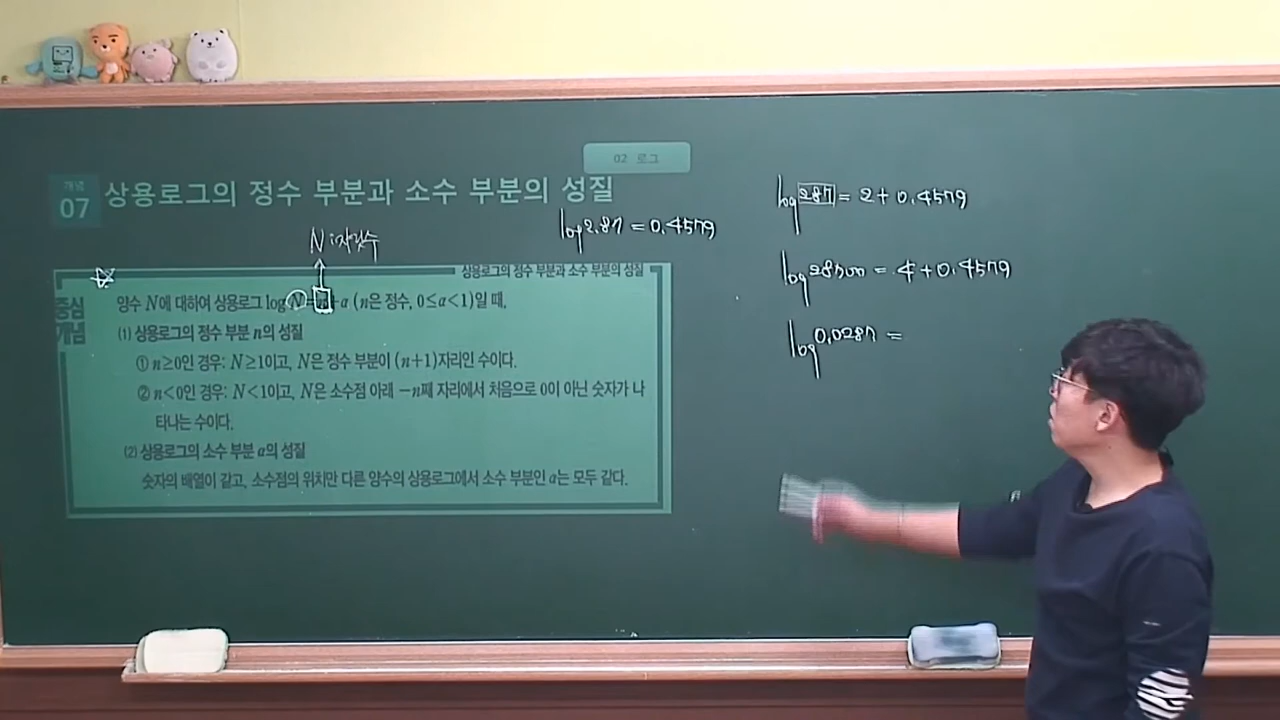 02 로그
개념
07
상용로그의 정수 부분과 소수 부분의 성질
log2.87 = 0.4579
N : 자릿수
상용로그의 정수 부분과 소수 부분의 성질
중심
개념
양수 N에 대하여 상용로그 log N=n+a (n은 정수, 0≤a<1)일 때,
(1) 상용로그의 정수 부분 n의 성질
① n≥0인 경우: N≥1이고, N은 정수 부분이 (n+1)자리인 수이다.
② n<0인 경우: N<1이고, N은 소수점 아래 -n째 자리에서 처음으로 0이 아닌 숫자가 나
타나는 수이다.
(2) 상용로그의 소수 부분 a의 성질
숫자의 배열이 같고, 소수점의 위치만 다른 양수의 상용로그에서 소수 부분인 a는 모두 같다.
log287 = 2 + 0.4579
log28700 = 4 + 0.4579
log0.0287 =